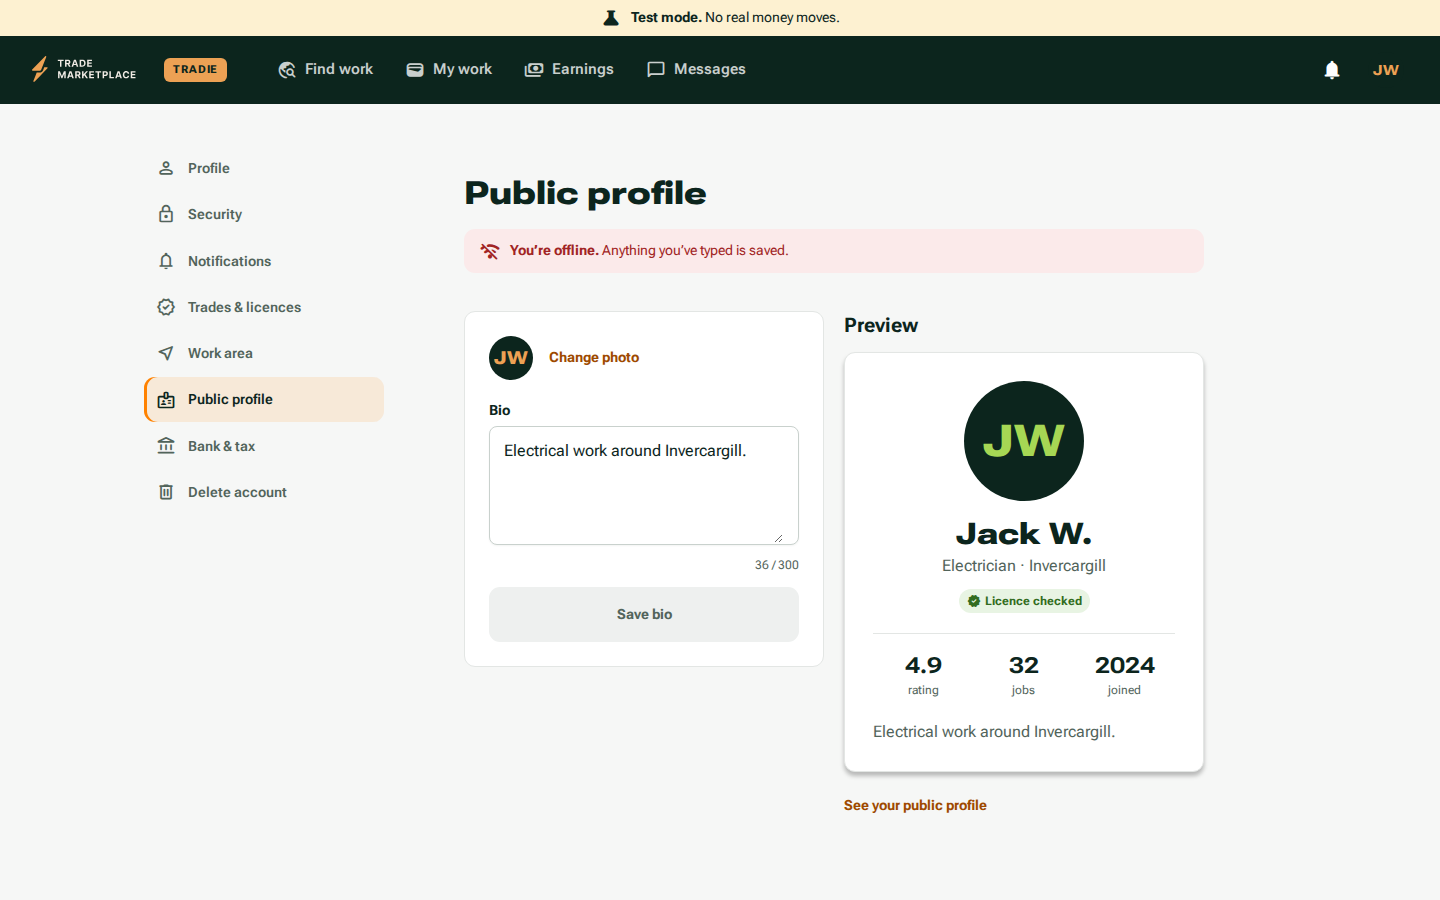 Test mode. No real money moves.
TRADE
MARKETPLACE
TRADIE
Find work
My work
Earnings
Messages
JW
Profile
Security
Notifications
Trades & licences
Work area
Public profile
Bank & tax
Delete account
Public profile
You’re offline. Anything you’ve typed is saved.
JW
Change photo
Bio
Electrical work around Invercargill.
36 / 300
Save bio
Preview
JW
Jack W.
Electrician · Invercargill
Licence checked
4.9
rating
32
jobs
2024
joined
Electrical work around Invercargill.
See your public profile